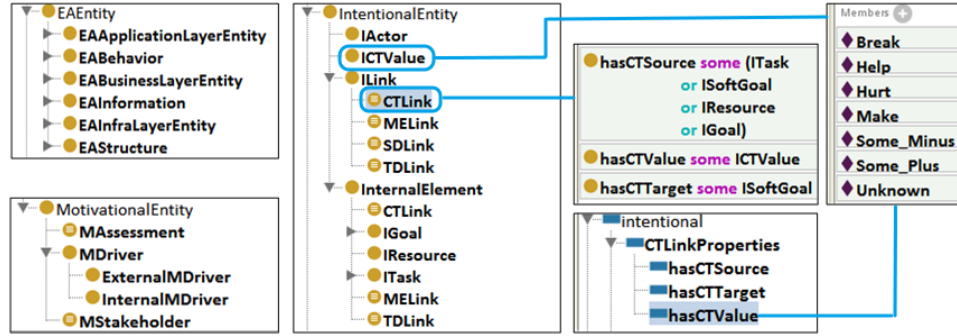 EAEntity
EAApplicationLayerEntity
EABehavior
EABusinessLayerEntity
EAInformation
EAInfraLayerEntity
EAStructure
MotivationalEntity
MAssessment
MDriver
ExternalMDriver
InternalMDriver
MStakeholder
IntentionalEntity
IActor
ICTValue
ILink
CTLink
MELink
SDLink
TDLink
InternalElement
CTLink
IGoal
IResource
ITask
MELink
TDLink
hasCTSource some (ITask
or ISoftGoal
or IResource
or IGoal)
hasCTValue some ICTValue
hasCTTarget some ISoftGoal
intentional
CTLinkProperties
hasCTSource
hasCTTarget
hasCTValue
Members
Break
Help
Hurt
Make
Some_Minus
Some_Plus
Unknown